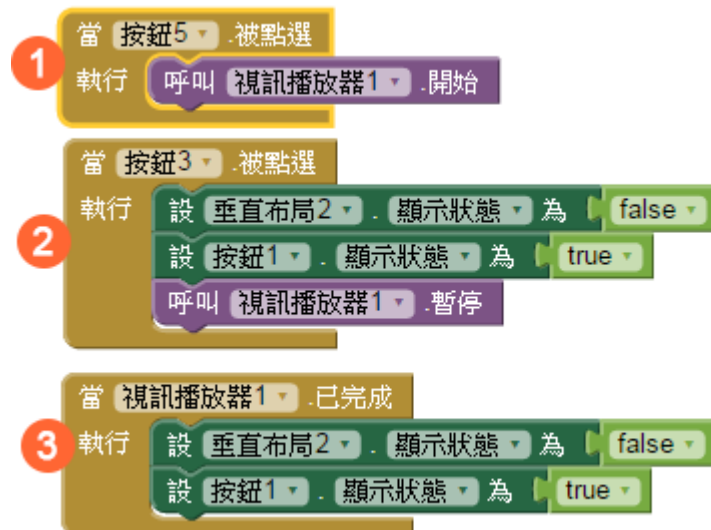 1
當 按鈕5 .被點選
執行 呼叫 視訊播放器1 .開始
2
當 按鈕3 .被點選
執行 設 垂直布局2 . 顯示狀態 為 false
設 按鈕1 . 顯示狀態 為 true
呼叫 視訊播放器1 .暫停
3
當 視訊播放器1 .已完成
執行 設 垂直布局2 . 顯示狀態 為 false
設 按鈕1 . 顯示狀態 為 true